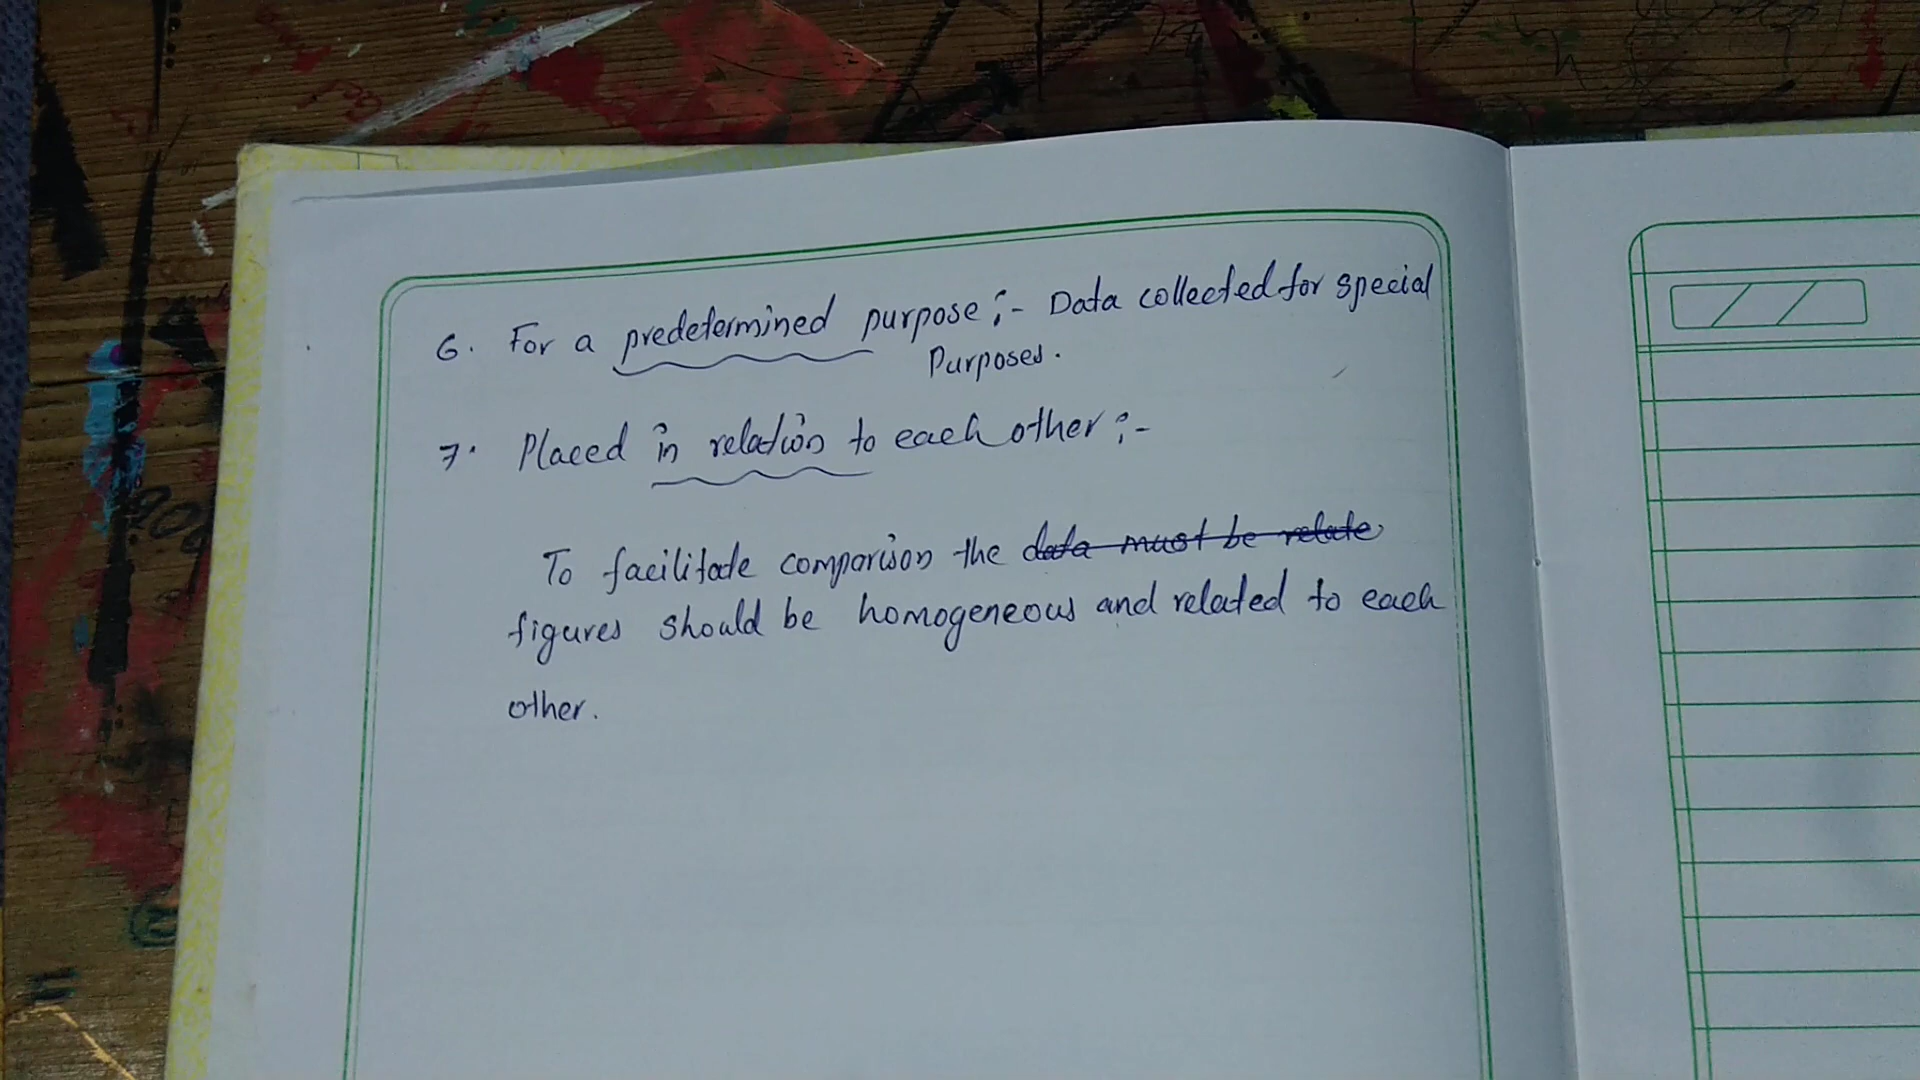 6. For a predetermined purpose :- Data collected for special
Purposes.
7. Placed in relation to each other :-
To facilitate comparison the data must be relate
figures should be homogeneous and related to each
other.